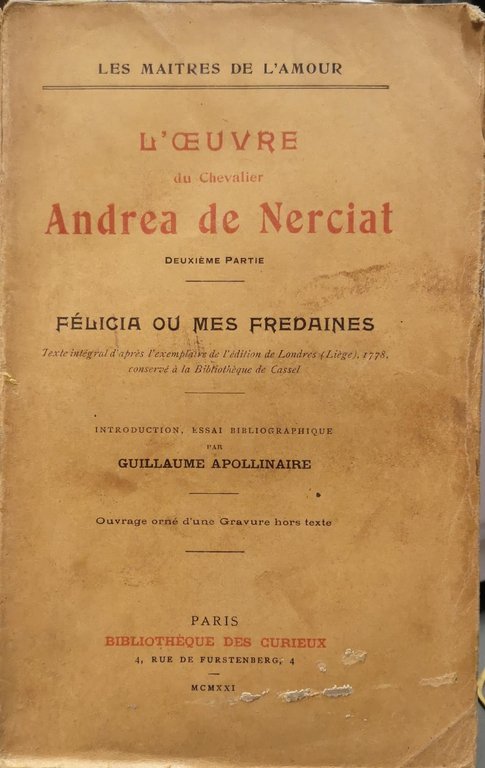 LES MAITRES DE L'AMOUR
L'ŒUVRE
du Chevalier
Andrea de Nerciat
DEUXIÈME PARTIE
FÉLICIA OU MES FREDAINES
Texte intégral d'après l'exemplaire de l'édition de Londres (Liège), 1778,
conservé à la Bibliothèque de Cassel
INTRODUCTION, ESSAI BIBLIOGRAPHIQUE
PAR
GUILLAUME APOLLINAIRE
Ouvrage orné d'une Gravure hors texte
PARIS
BIBLIOTHÈQUE DES CURIEUX
4, RUE DE FURSTENBERG, 4
MCMXXI